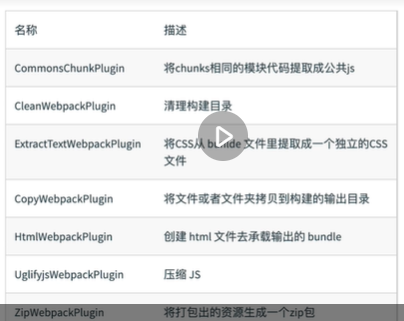 名称 描述
CommonsChunkPlugin 将chunks相同的模块代码提取成公共js
CleanWebpackPlugin 清理构建目录
ExtractTextWebpackPlugin 将CSS从 bunlde 文件里提取成一个独立的CSS
文件
CopyWebpackPlugin 将文件或者文件夹拷贝到构建的输出目录
HtmlWebpackPlugin 创建 html 文件去承载输出的 bundle
UglifyjsWebpackPlugin 压缩 JS
ZipWebpackPlugin 将打包出的资源生成一个zip包